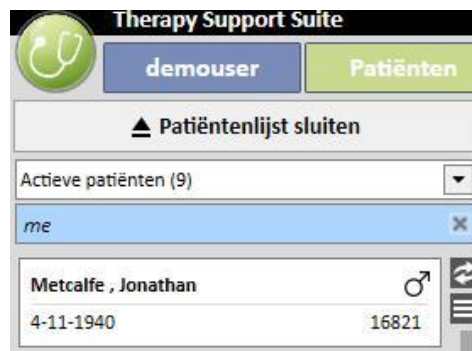 Therapy Support Suite
demouser
Patiënten
Patiëntenlijst sluiten
Actieve patiënten (9)
me
Metcalfe , Jonathan
4-11-1940 16821